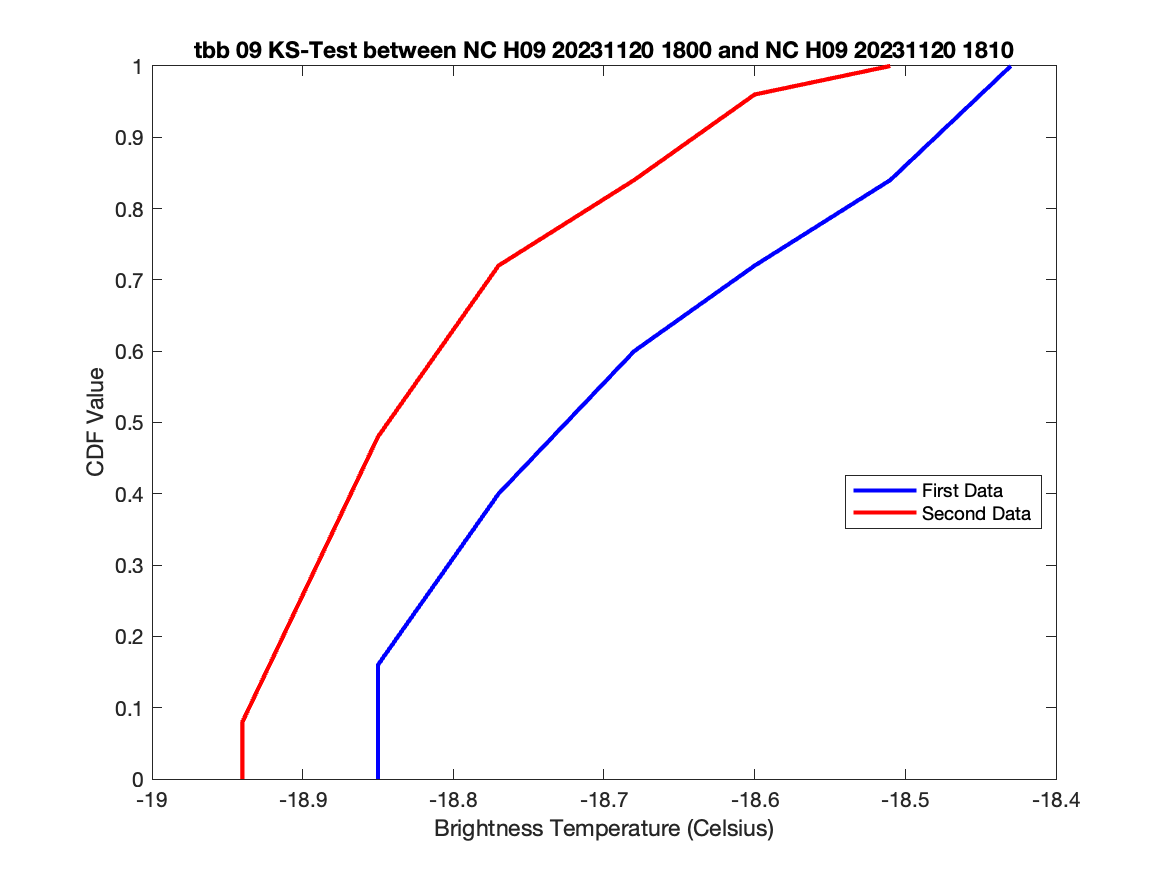 tbb 09 KS-Test between NC H09 20231120 1800 and NC H09 20231120 1810
1
0.9
0.8
0.7
0.6
0.5
0.4
0.3
0.2
0.1
0
CDF Value
First Data
Second Data
-19 -18.9 -18.8 -18.7 -18.6 -18.5 -18.4
Brightness Temperature (Celsius)